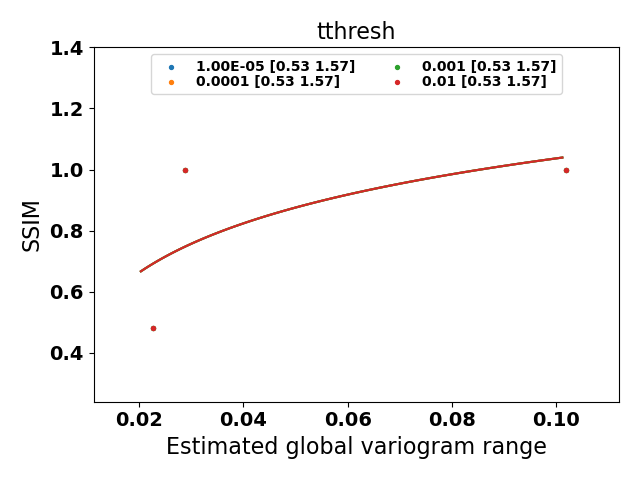 tthresh
1.00E-05 [0.53 1.57]
0.0001 [0.53 1.57]
0.001 [0.53 1.57]
0.01 [0.53 1.57]
1.4
1.2
1.0
0.8
0.6
0.4
SSIM
0.02 0.04 0.06 0.08 0.10
Estimated global variogram range